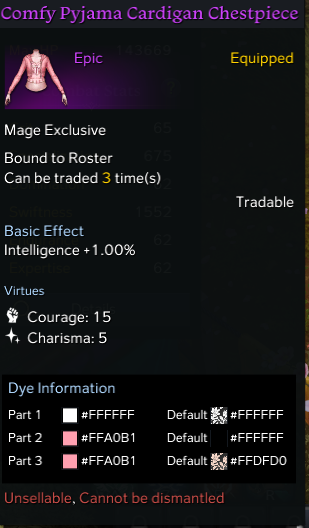 Comfy Pyjama Cardigan Chestpiece
Epic
Equipped
Mage Exclusive
Bound to Roster
Can be traded 3 time(s)
Tradable
Basic Effect
Intelligence +1.00%
Virtues
Courage: 15
Charisma: 5
Dye Information
Part 1 #FFFFFF Default #FFFFFF
Part 2 #FFA0B1 Default #FFFFFF
Part 3 #FFA0B1 Default #FFDFD0
Unsellable, Cannot be dismantled